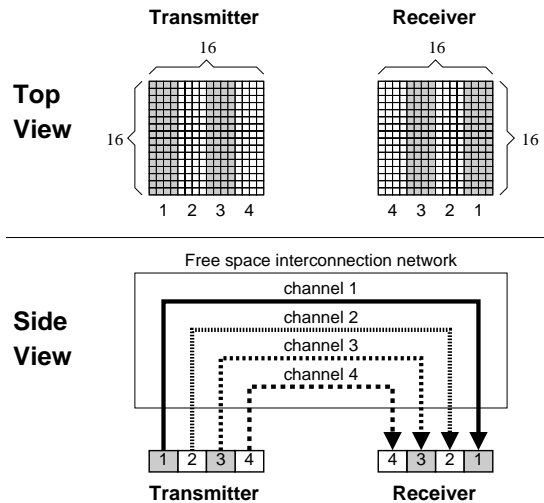 Transmitter Receiver
16 16
Top View
16 16
1 2 3 4 4 3 2 1
Free space interconnection network
channel 1
Side View
channel 2
channel 3
channel 4
1 2 3 4 4 3 2 1
Transmitter Receiver